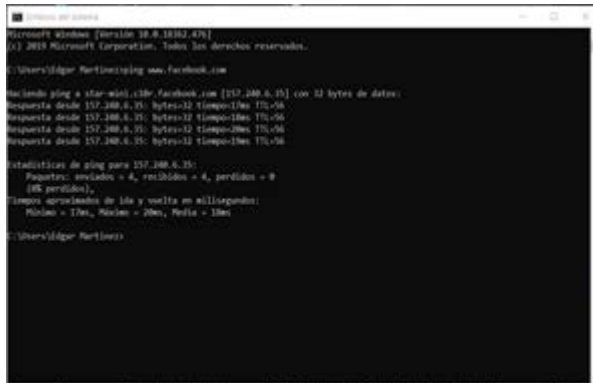 Símbolo del sistema
Microsoft Windows [Versión 10.0.18362.476]
(c) 2019 Microsoft Corporation. Todos los derechos reservados.
C:\Users\Edgar Martinez>ping www.facebook.com
Haciendo ping a star-mini.c10r.facebook.com [157.240.6.35] con 32 bytes de datos:
Respuesta desde 157.240.6.35: bytes=32 tiempo=17ms TTL=56
Respuesta desde 157.240.6.35: bytes=32 tiempo=18ms TTL=56
Respuesta desde 157.240.6.35: bytes=32 tiempo=20ms TTL=56
Respuesta desde 157.240.6.35: bytes=32 tiempo=19ms TTL=56
Estadísticas de ping para 157.240.6.35:
Paquetes: enviados = 4, recibidos = 4, perdidos = 0
(0% perdidos),
Tiempos aproximados de ida y vuelta en milisegundos:
Mínimo = 17ms, Máximo = 20ms, Media = 18ms
C:\Users\Edgar Martinez>